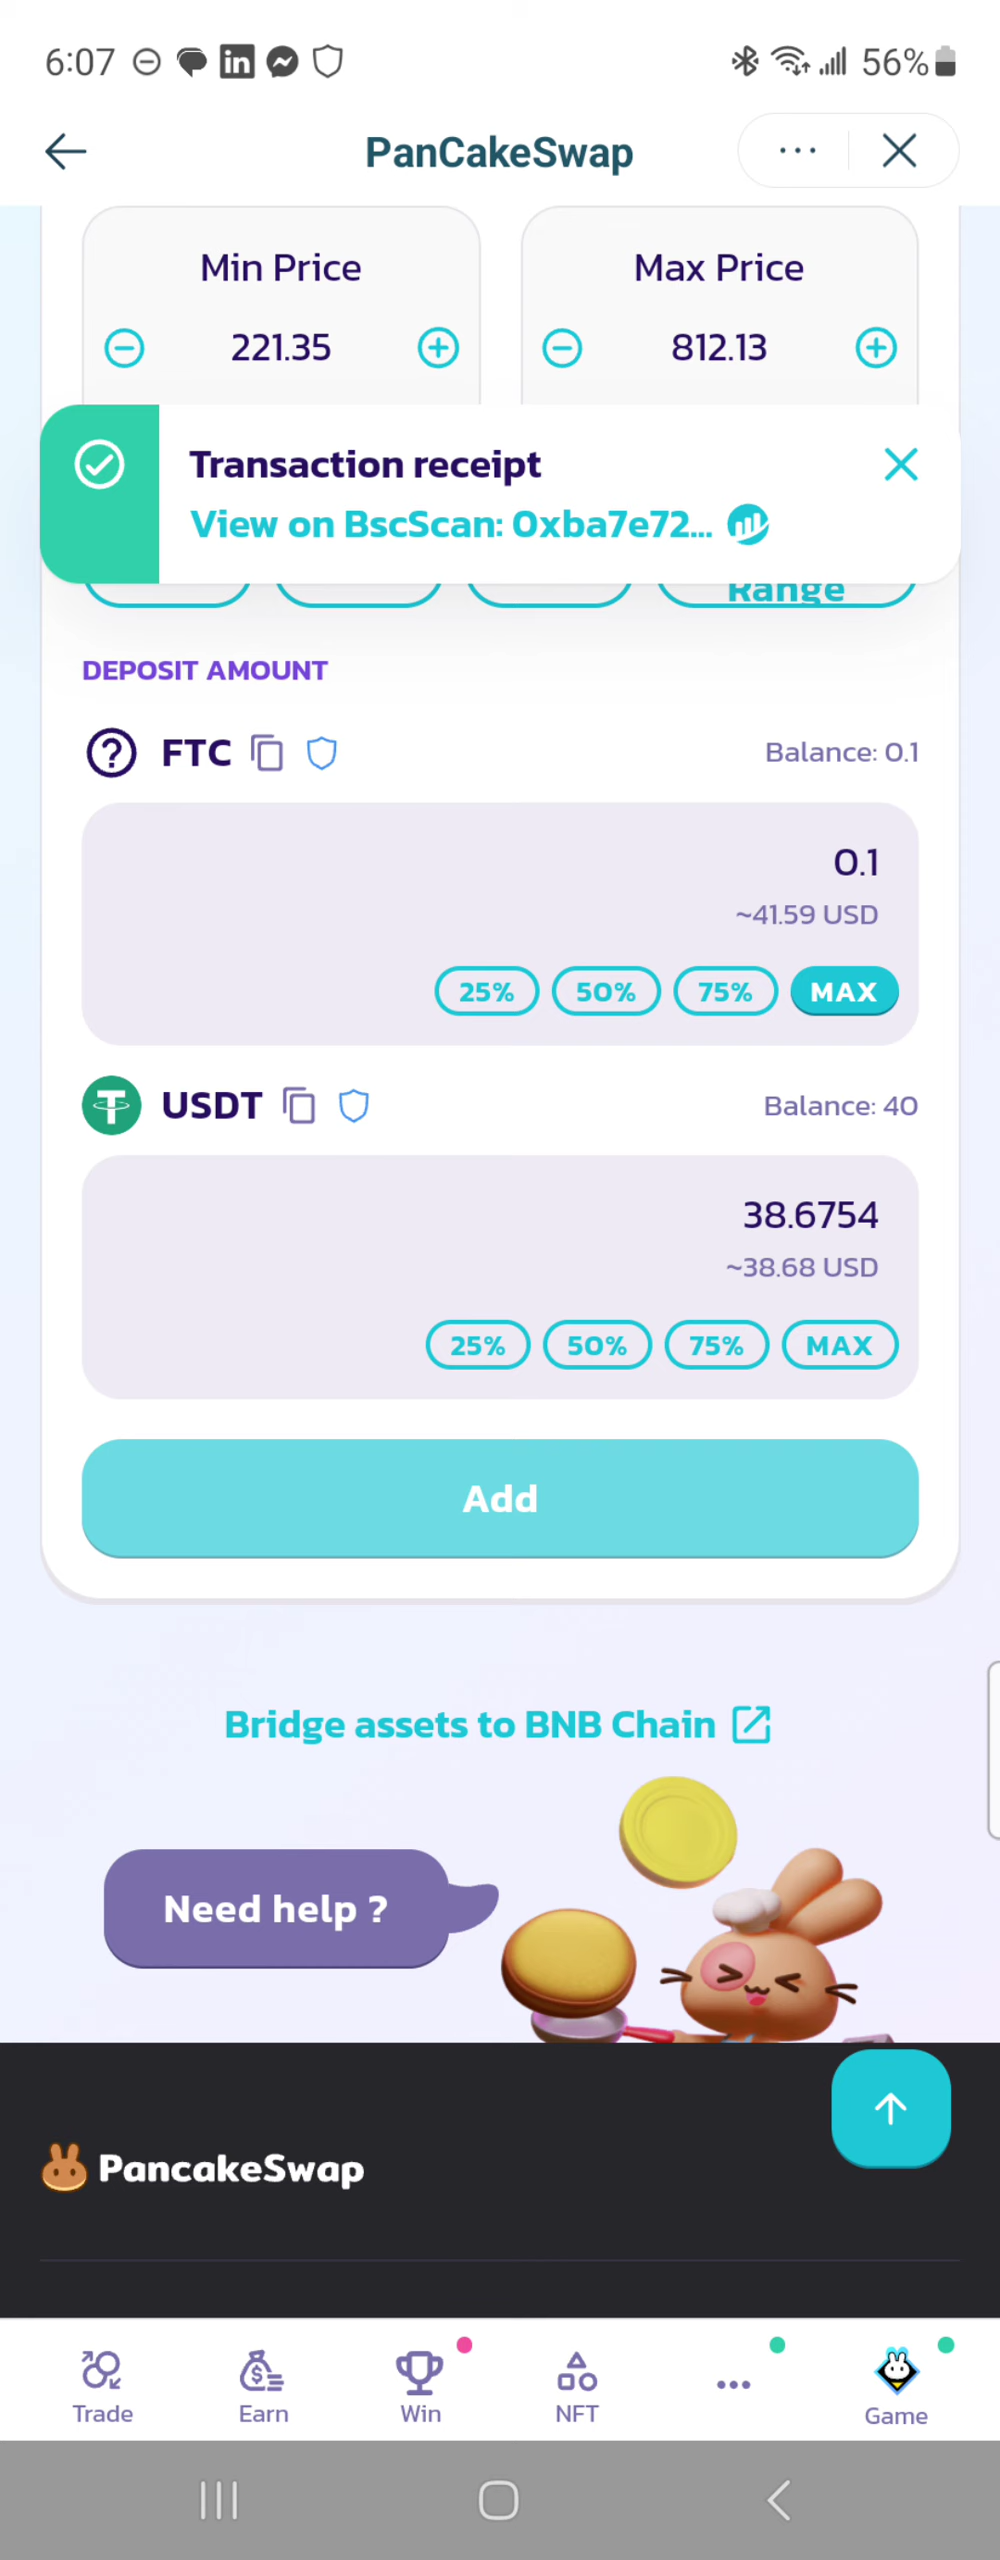 6:07
56%
PanCakeSwap
Min Price
Max Price
221.35
812.13
Transaction receipt
View on BscScan: 0xba7e72...
Range
DEPOSIT AMOUNT
FTC
Balance: 0.1
0.1
~41.59 USD
25% 50% 75% MAX
USDT
Balance: 40
38.6754
~38.68 USD
25% 50% 75% MAX
Add
Bridge assets to BNB Chain
Need help ?
PancakeSwap
Trade
Earn
Win
NFT
Game